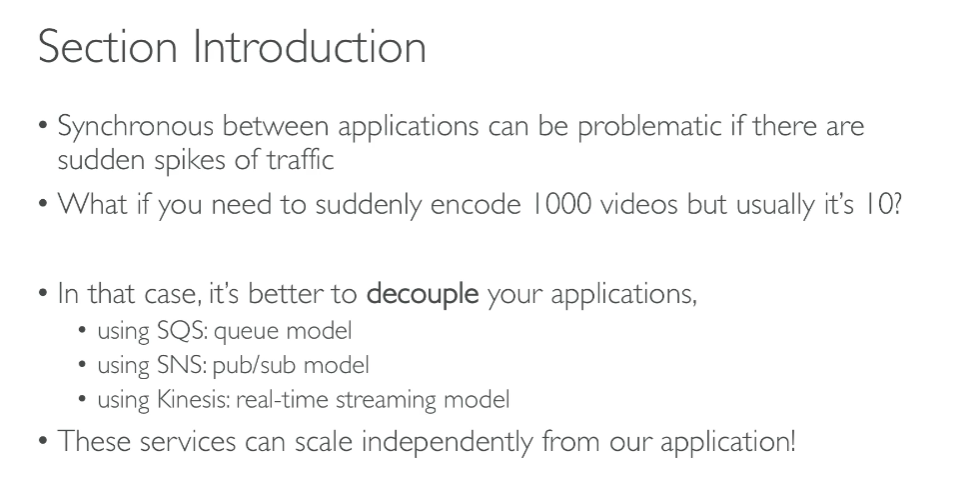 Section Introduction
• Synchronous between applications can be problematic if there are
sudden spikes of traffic
• What if you need to suddenly encode 1000 videos but usually it's 10?
• In that case, it's better to decouple your applications,
• using SQS: queue model
• using SNS: pub/sub model
• using Kinesis: real-time streaming model
• These services can scale independently from our application!